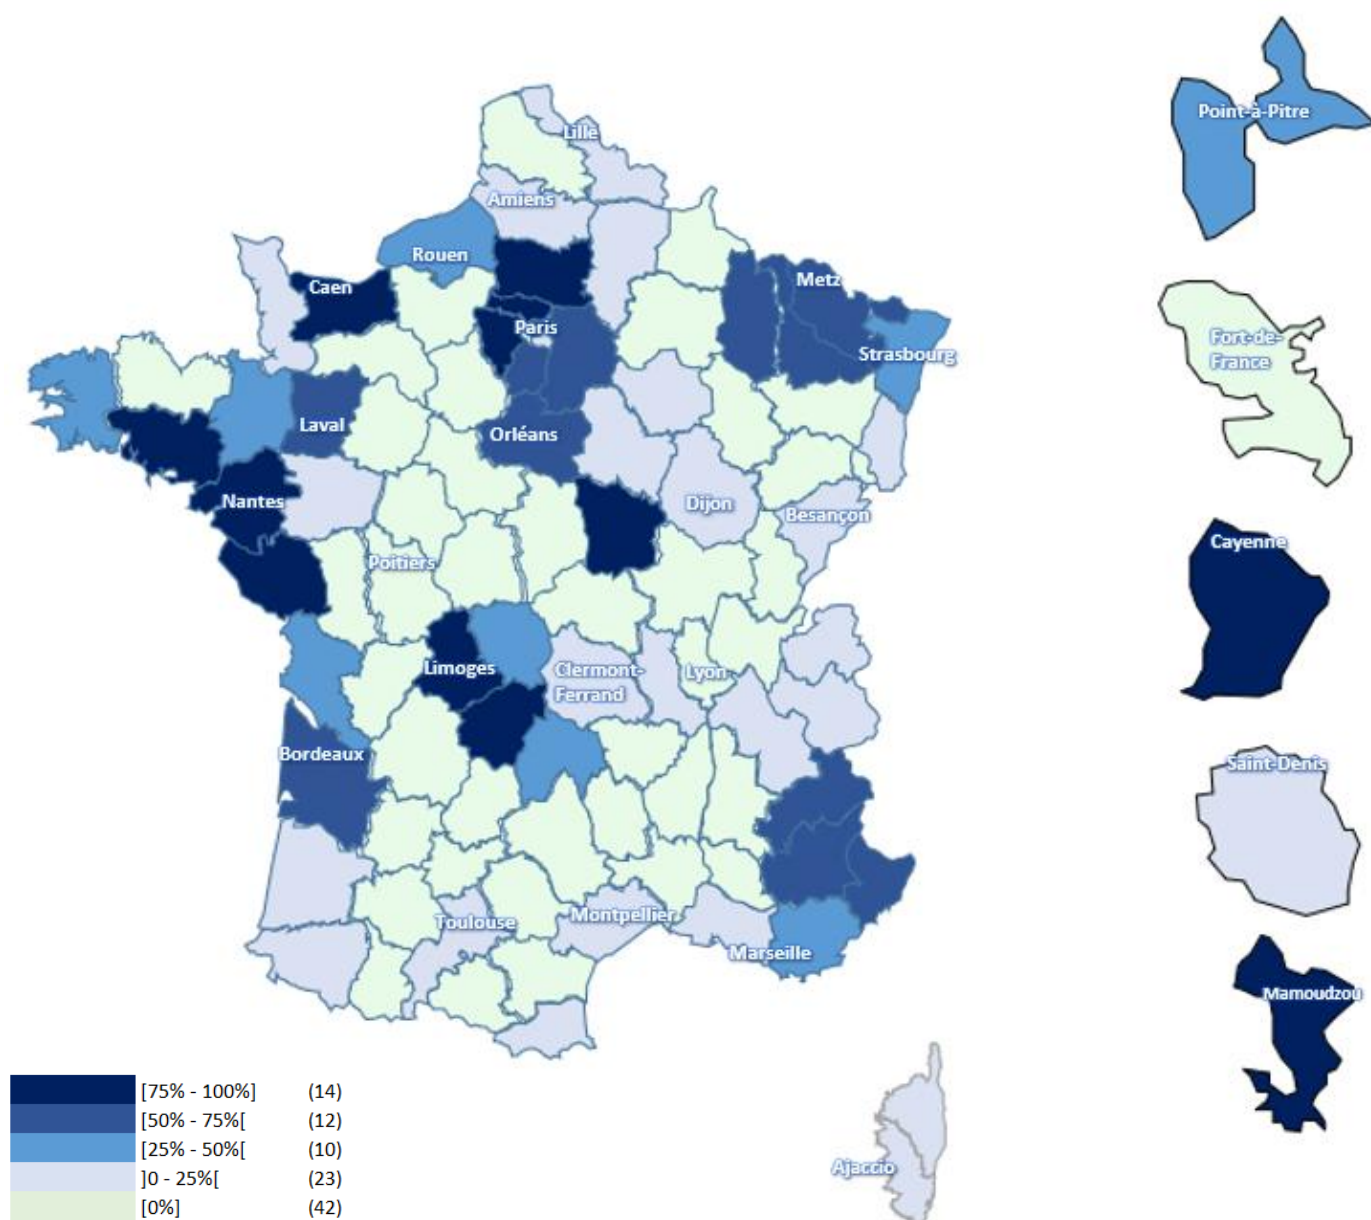 Point-à-Pitre
Lille
Amiens
Rouen
Metz
Caen
Paris
Fort-de-
France
Strasbourg
Laval
Orléans
Nantes
Dijon
Besançon
Cayenne
Poitiers
Limoges
Clermont-
Ferrand
Lyon
Bordeaux
Saint-Denis
Toulouse
Montpellier
Marseille
Mamoudzou
[75% - 100%] (14)
[50% - 75%[ (12)
[25% - 50%[ (10)
]0 - 25%[ (23)
[0%] (42)
Ajaccio